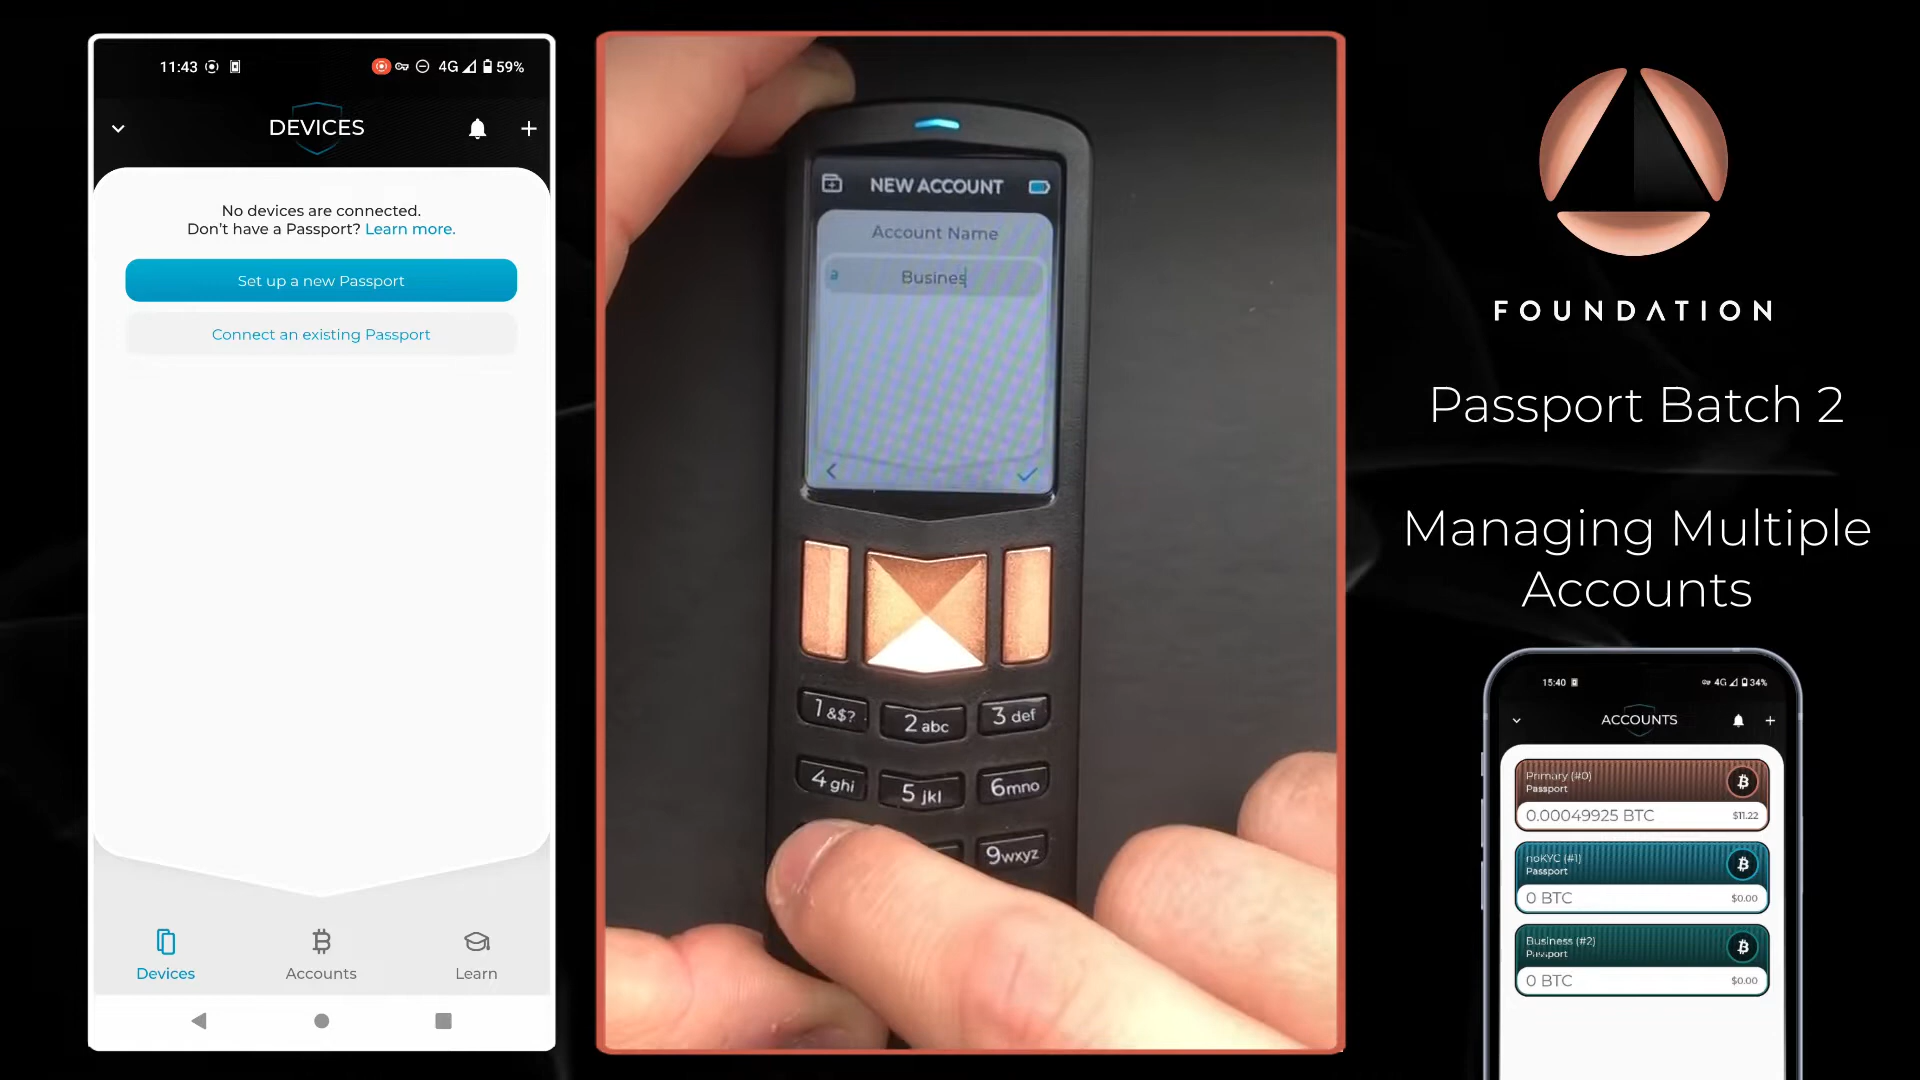 11:43
4G
59%
DEVICES
No devices are connected.
Don't have a Passport? Learn more.
Set up a new Passport
Connect an existing Passport
Devices
Accounts
Learn
NEW ACCOUNT
Account Name
a
Busines
1 &$?
2 abc
3 def
4 ghi
5 jkl
6 mno
9 wxyz
FOUNDATION
Passport Batch 2
Managing Multiple
Accounts
15:40
4G
34%
ACCOUNTS
Primary (#0)
Passport
0.00049925 BTC
$11.22
noKYC (#1)
Passport
0 BTC
$0.00
Business (#2)
Passport
0 BTC
$0.00